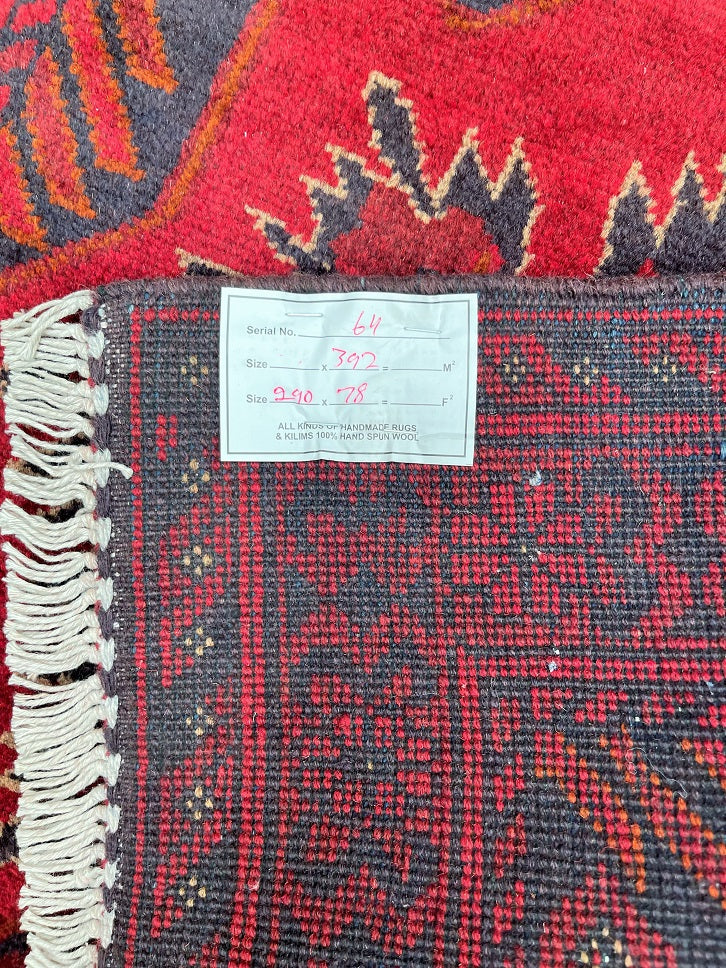 Serial No. 64
Size x 392 = M²
Size 290 x 78 = F²
ALL KINDS OF HANDMADE RUGS
& KILIMS 100% HAND SPUN WOOL